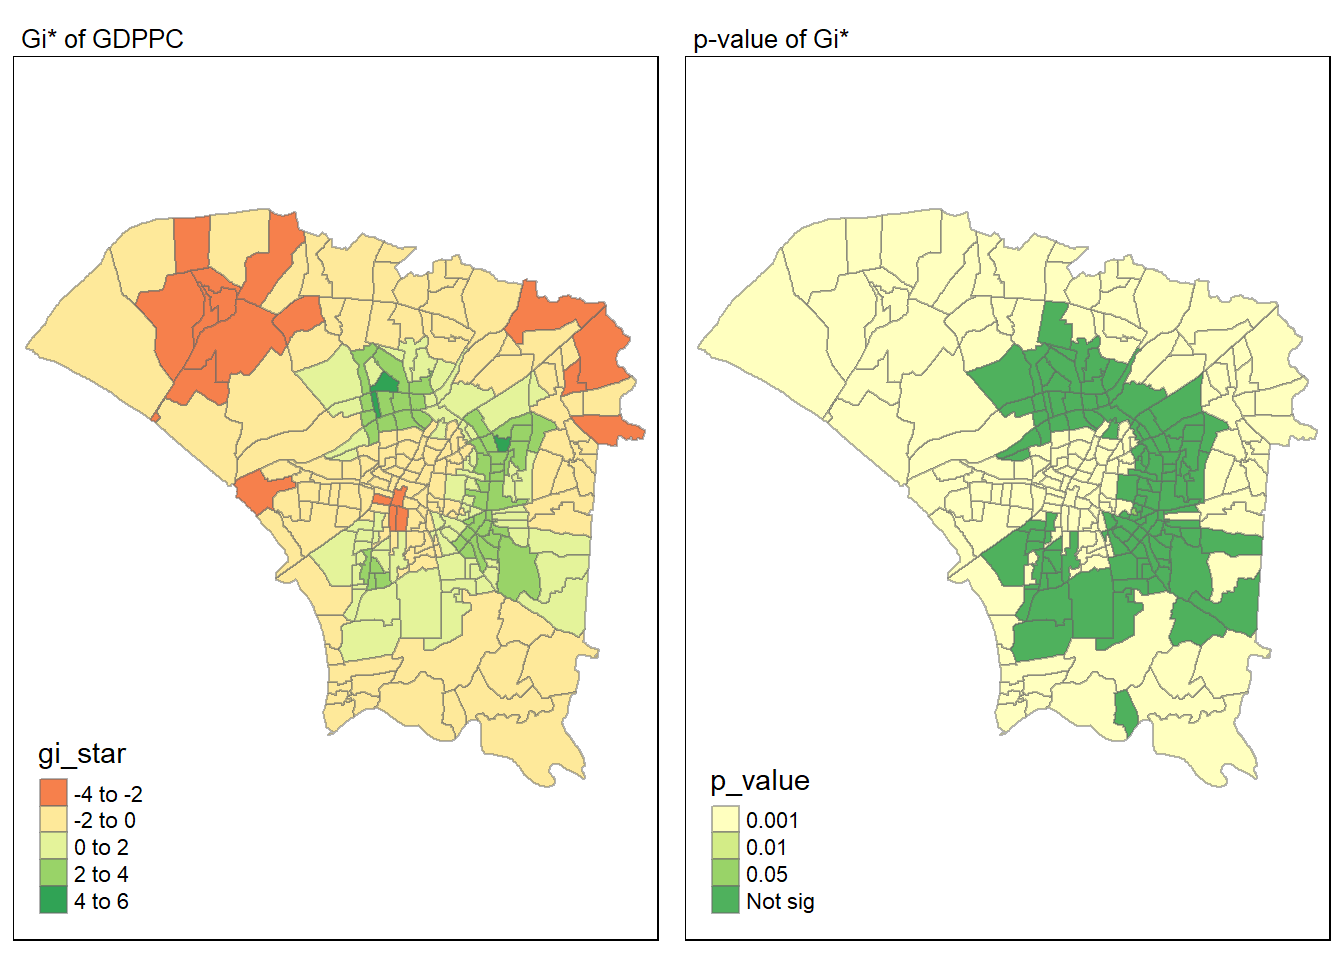 Gi* of GDPPC
gi_star
-4 to -2
-2 to 0
0 to 2
2 to 4
4 to 6
p-value of Gi*
p_value
0.001
0.01
0.05
Not sig